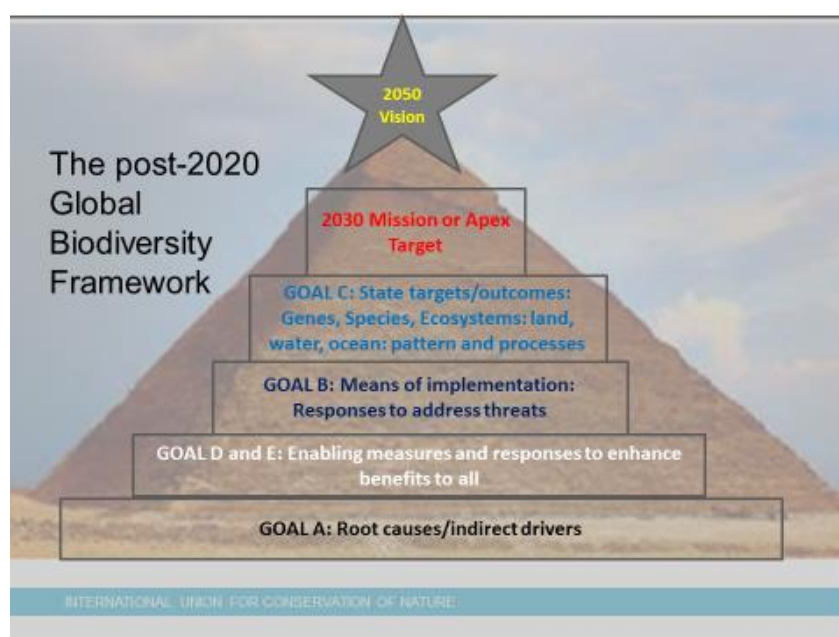 2050
Vision
The post-2020
Global
Biodiversity
Framework
2030 Mission or Apex
Target
GOAL C: State targets/outcomes:
Genes, Species, Ecosystems: land,
water, ocean: pattern and processes
GOAL B: Means of implementation:
Responses to address threats
GOAL D and E: Enabling measures and responses to enhance
benefits to all
GOAL A: Root causes/indirect drivers
INTERNATIONAL UNION FOR CONSERVATION OF NATURE